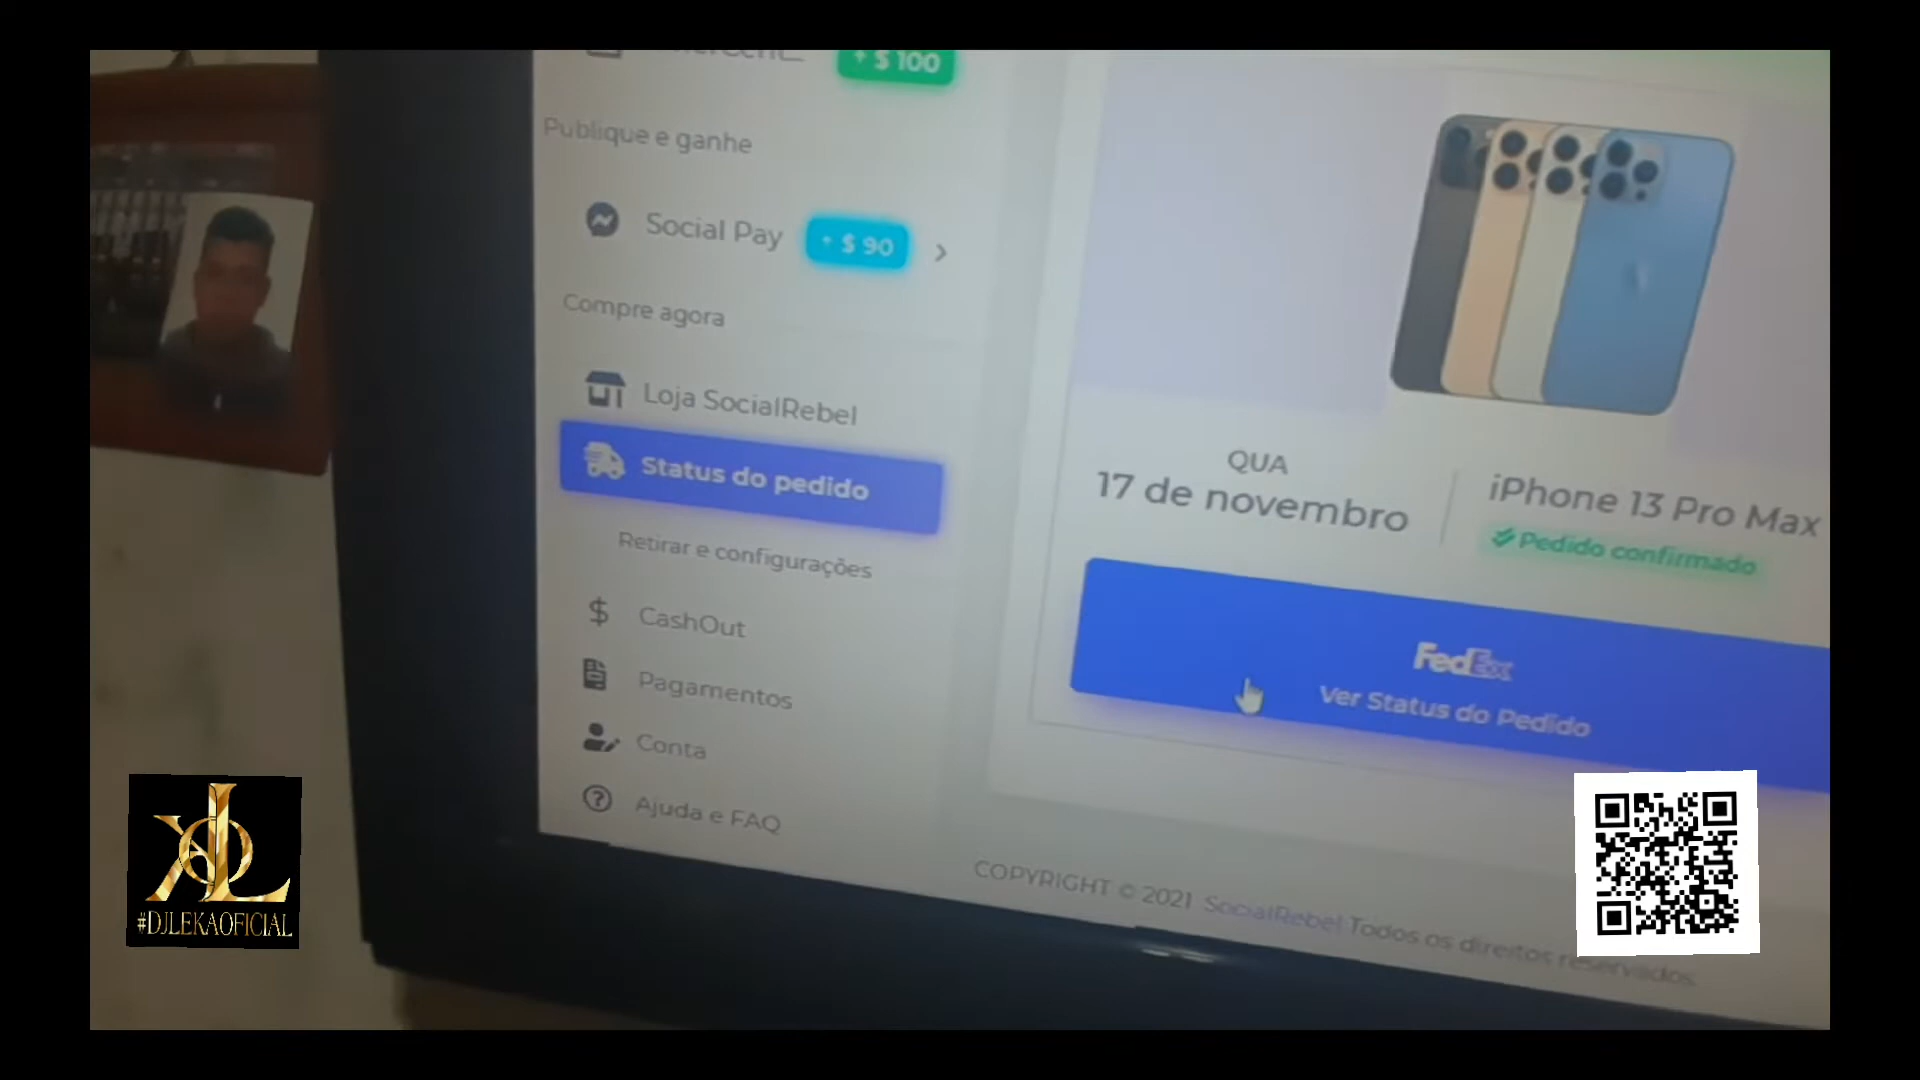 + $ 100
Publique e ganhe
Social Pay
+ $ 90
Compre agora
Loja SocialRebel
Status do pedido
Retirar e configurações
CashOut
Pagamentos
Conta
Ajuda e FAQ
QUA
17 de novembro
iPhone 13 Pro Max
Pedido confirmado
FedEx
Ver Status do Pedido
COPYRIGHT © 2021 SocialRebel Todos os direitos reservados.
#DJLEKAOFICIAL